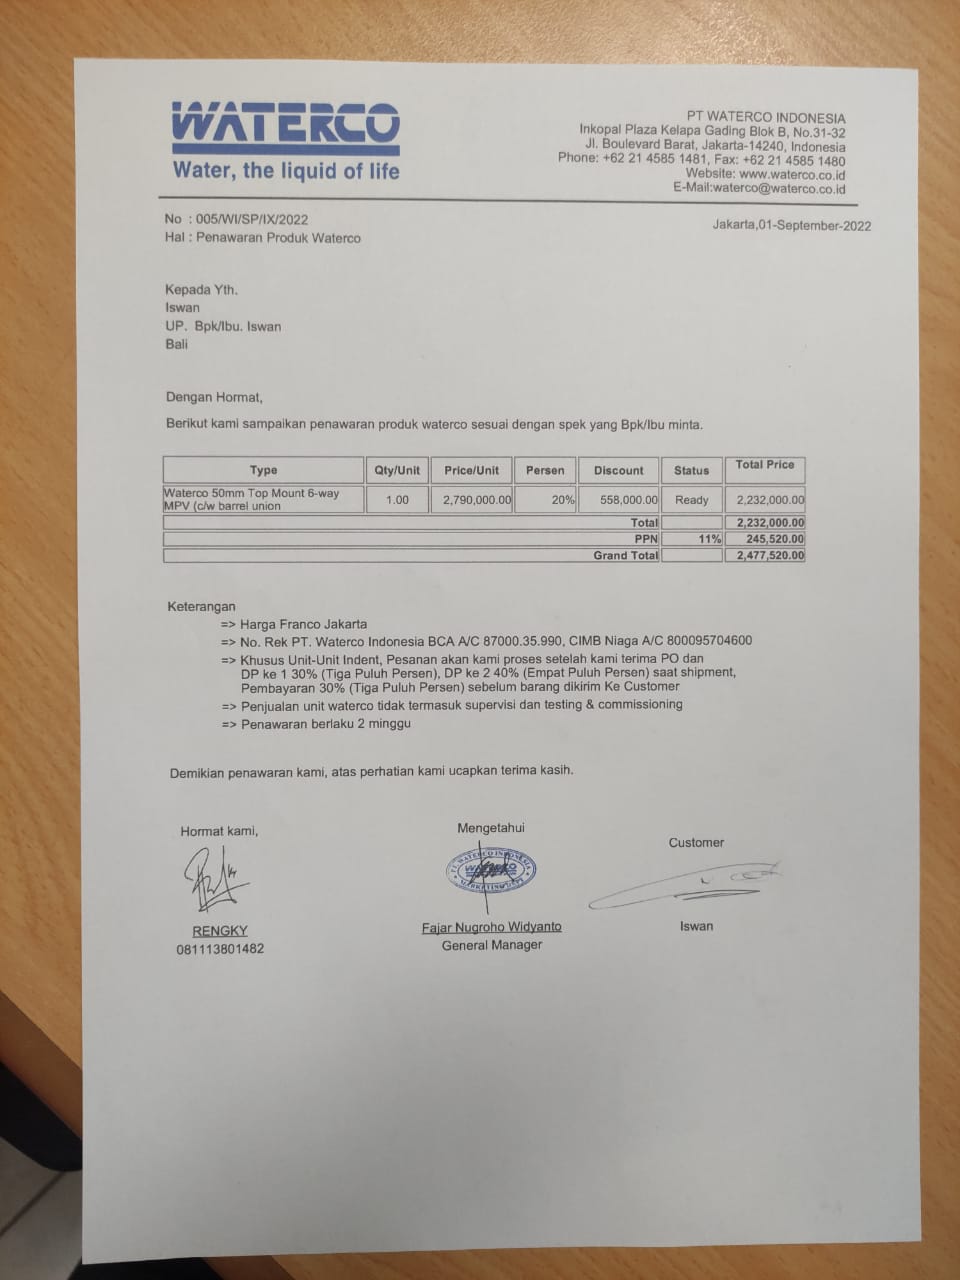 WATERCO
Water, the liquid of life
PT WATERCO INDONESIA
Inkopal Plaza Kelapa Gading Blok B, No.31-32
Jl. Boulevard Barat, Jakarta-14240, Indonesia
Phone: +62 21 4585 1481, Fax: +62 21 4585 1480
Website: www.waterco.co.id
E-Mail:waterco@waterco.co.id
No : 005/WI/SP/IX/2022
Hal : Penawaran Produk Waterco
Jakarta,01-September-2022
Kepada Yth.
Iswan
UP. Bpk/Ibu. Iswan
Bali
Dengan Hormat,
Berikut kami sampaikan penawaran produk waterco sesuai dengan spek yang Bpk/Ibu minta.
Type Qty/Unit Price/Unit Persen Discount Status Total Price
Waterco 50mm Top Mount 6-way
MPV (c/w barrel union 1.00 2,790,000.00 20% 558,000.00 Ready 2,232,000.00
Total 2,232,000.00
PPN 11% 245,520.00
Grand Total 2,477,520.00
Keterangan
=> Harga Franco Jakarta
=> No. Rek PT. Waterco Indonesia BCA A/C 87000.35.990, CIMB Niaga A/C 800095704600
=> Khusus Unit-Unit Indent, Pesanan akan kami proses setelah kami terima PO dan
DP ke 1 30% (Tiga Puluh Persen), DP ke 2 40% (Empat Puluh Persen) saat shipment,
Pembayaran 30% (Tiga Puluh Persen) sebelum barang dikirim Ke Customer
=> Penjualan unit waterco tidak termasuk supervisi dan testing & commissioning
=> Penawaran berlaku 2 minggu
Demikian penawaran kami, atas perhatian kami ucapkan terima kasih.
Hormat kami,
Mengetahui
Customer
PT. WATERCO INDONESIA
WATERCO
MARKETING DEPT
RENGKY
081113801482
Fajar Nugroho Widyanto
General Manager
Iswan